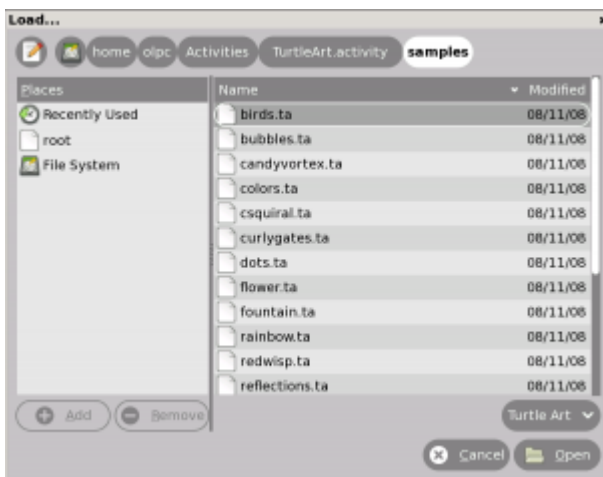 Load...
home olpc Activities TurtleArt.activity samples
Places
Recently Used
root
File System
Name Modified
birds.ta 08/11/08
bubbles.ta 08/11/08
candyvortex.ta 08/11/08
colors.ta 08/11/08
csquiral.ta 08/11/08
curlygates.ta 08/11/08
dots.ta 08/11/08
flower.ta 08/11/08
fountain.ta 08/11/08
rainbow.ta 08/11/08
redwisp.ta 08/11/08
reflections.ta 08/11/08
Add Remove
Turtle Art
Cancel Open